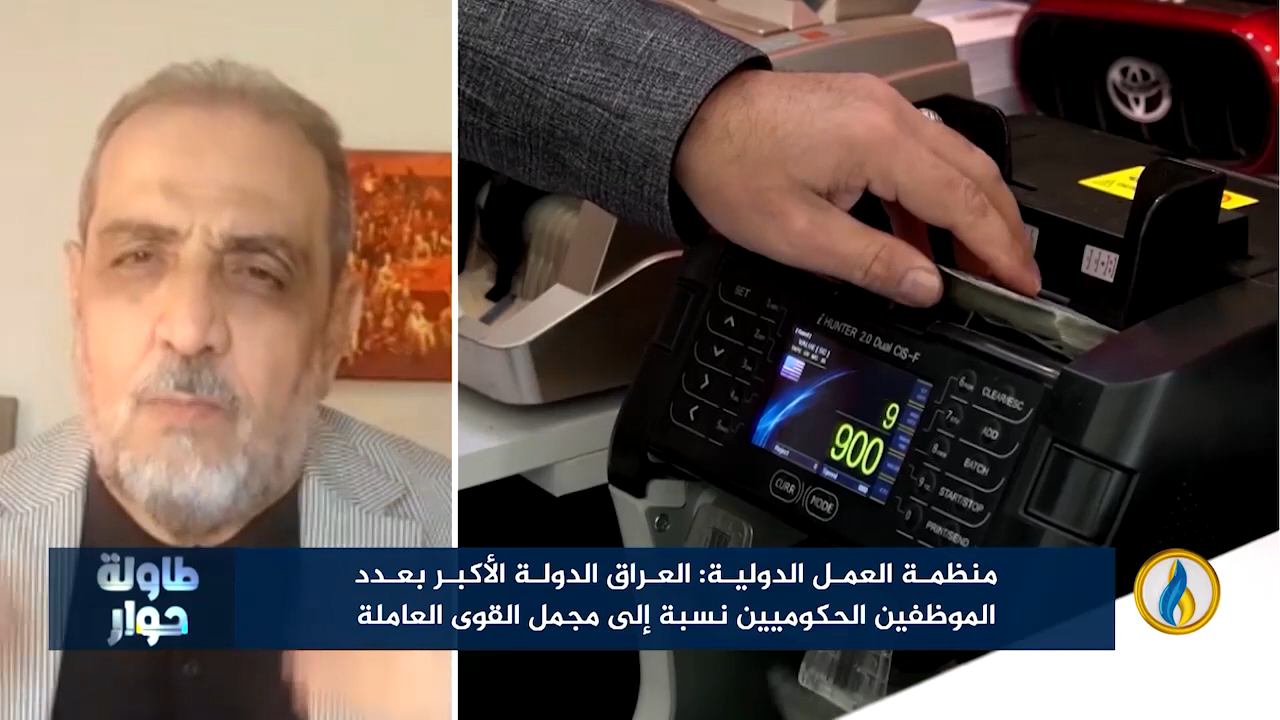 SET
i HUNTER 2.0 Dual CIS-F
VALUE
9
900
CURR
MODE
CLEAR/ESC
ADD
BATCH
START/STOP
PRINT/SEND
طاولة
حوار
منظمة العمل الدولية: العراق الدولة الأكبر بعدد
الموظفين الحكوميين نسبة إلى مجمل القوى العاملة